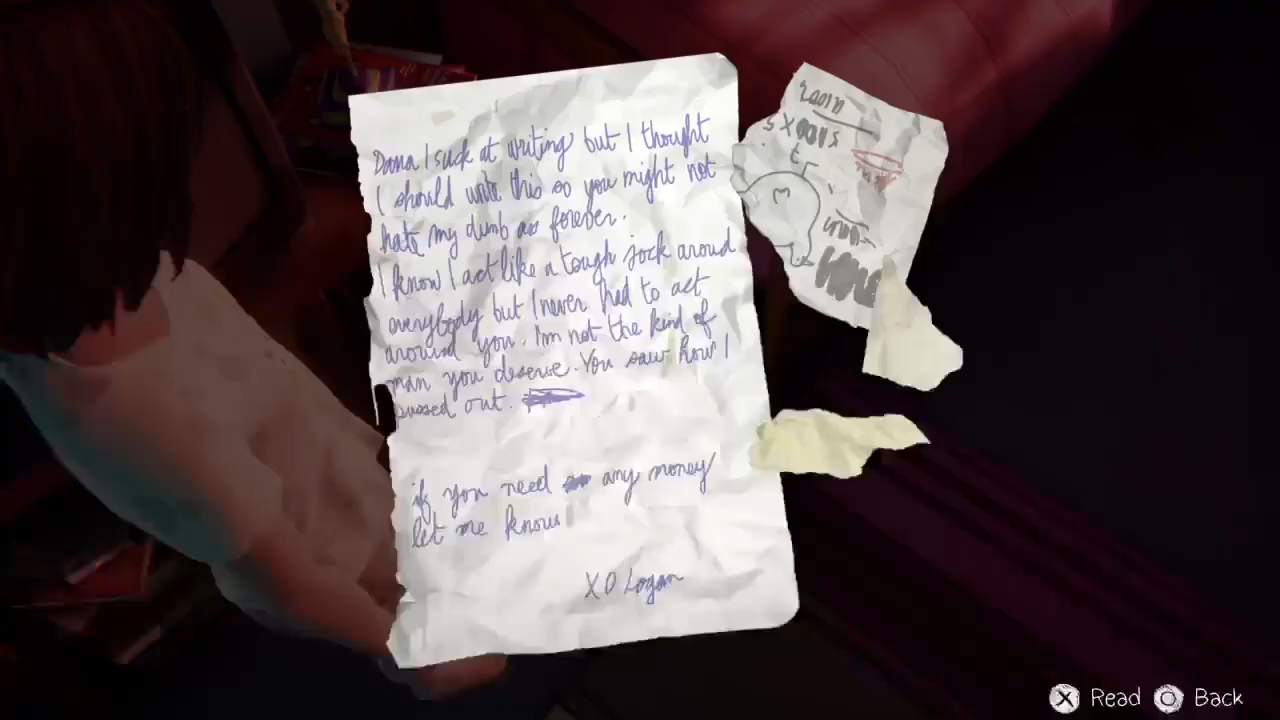 Dana I suck at writing but I thought
I should write this so you might not
hate my dumb ass forever.
I know I act like a tough jock aroud
everybody but I never had to act
around you. I'm not the kind of
man you deserve. You saw how I
pussed out.
if you need any money
let me know
XO Logan
room
Read
Back